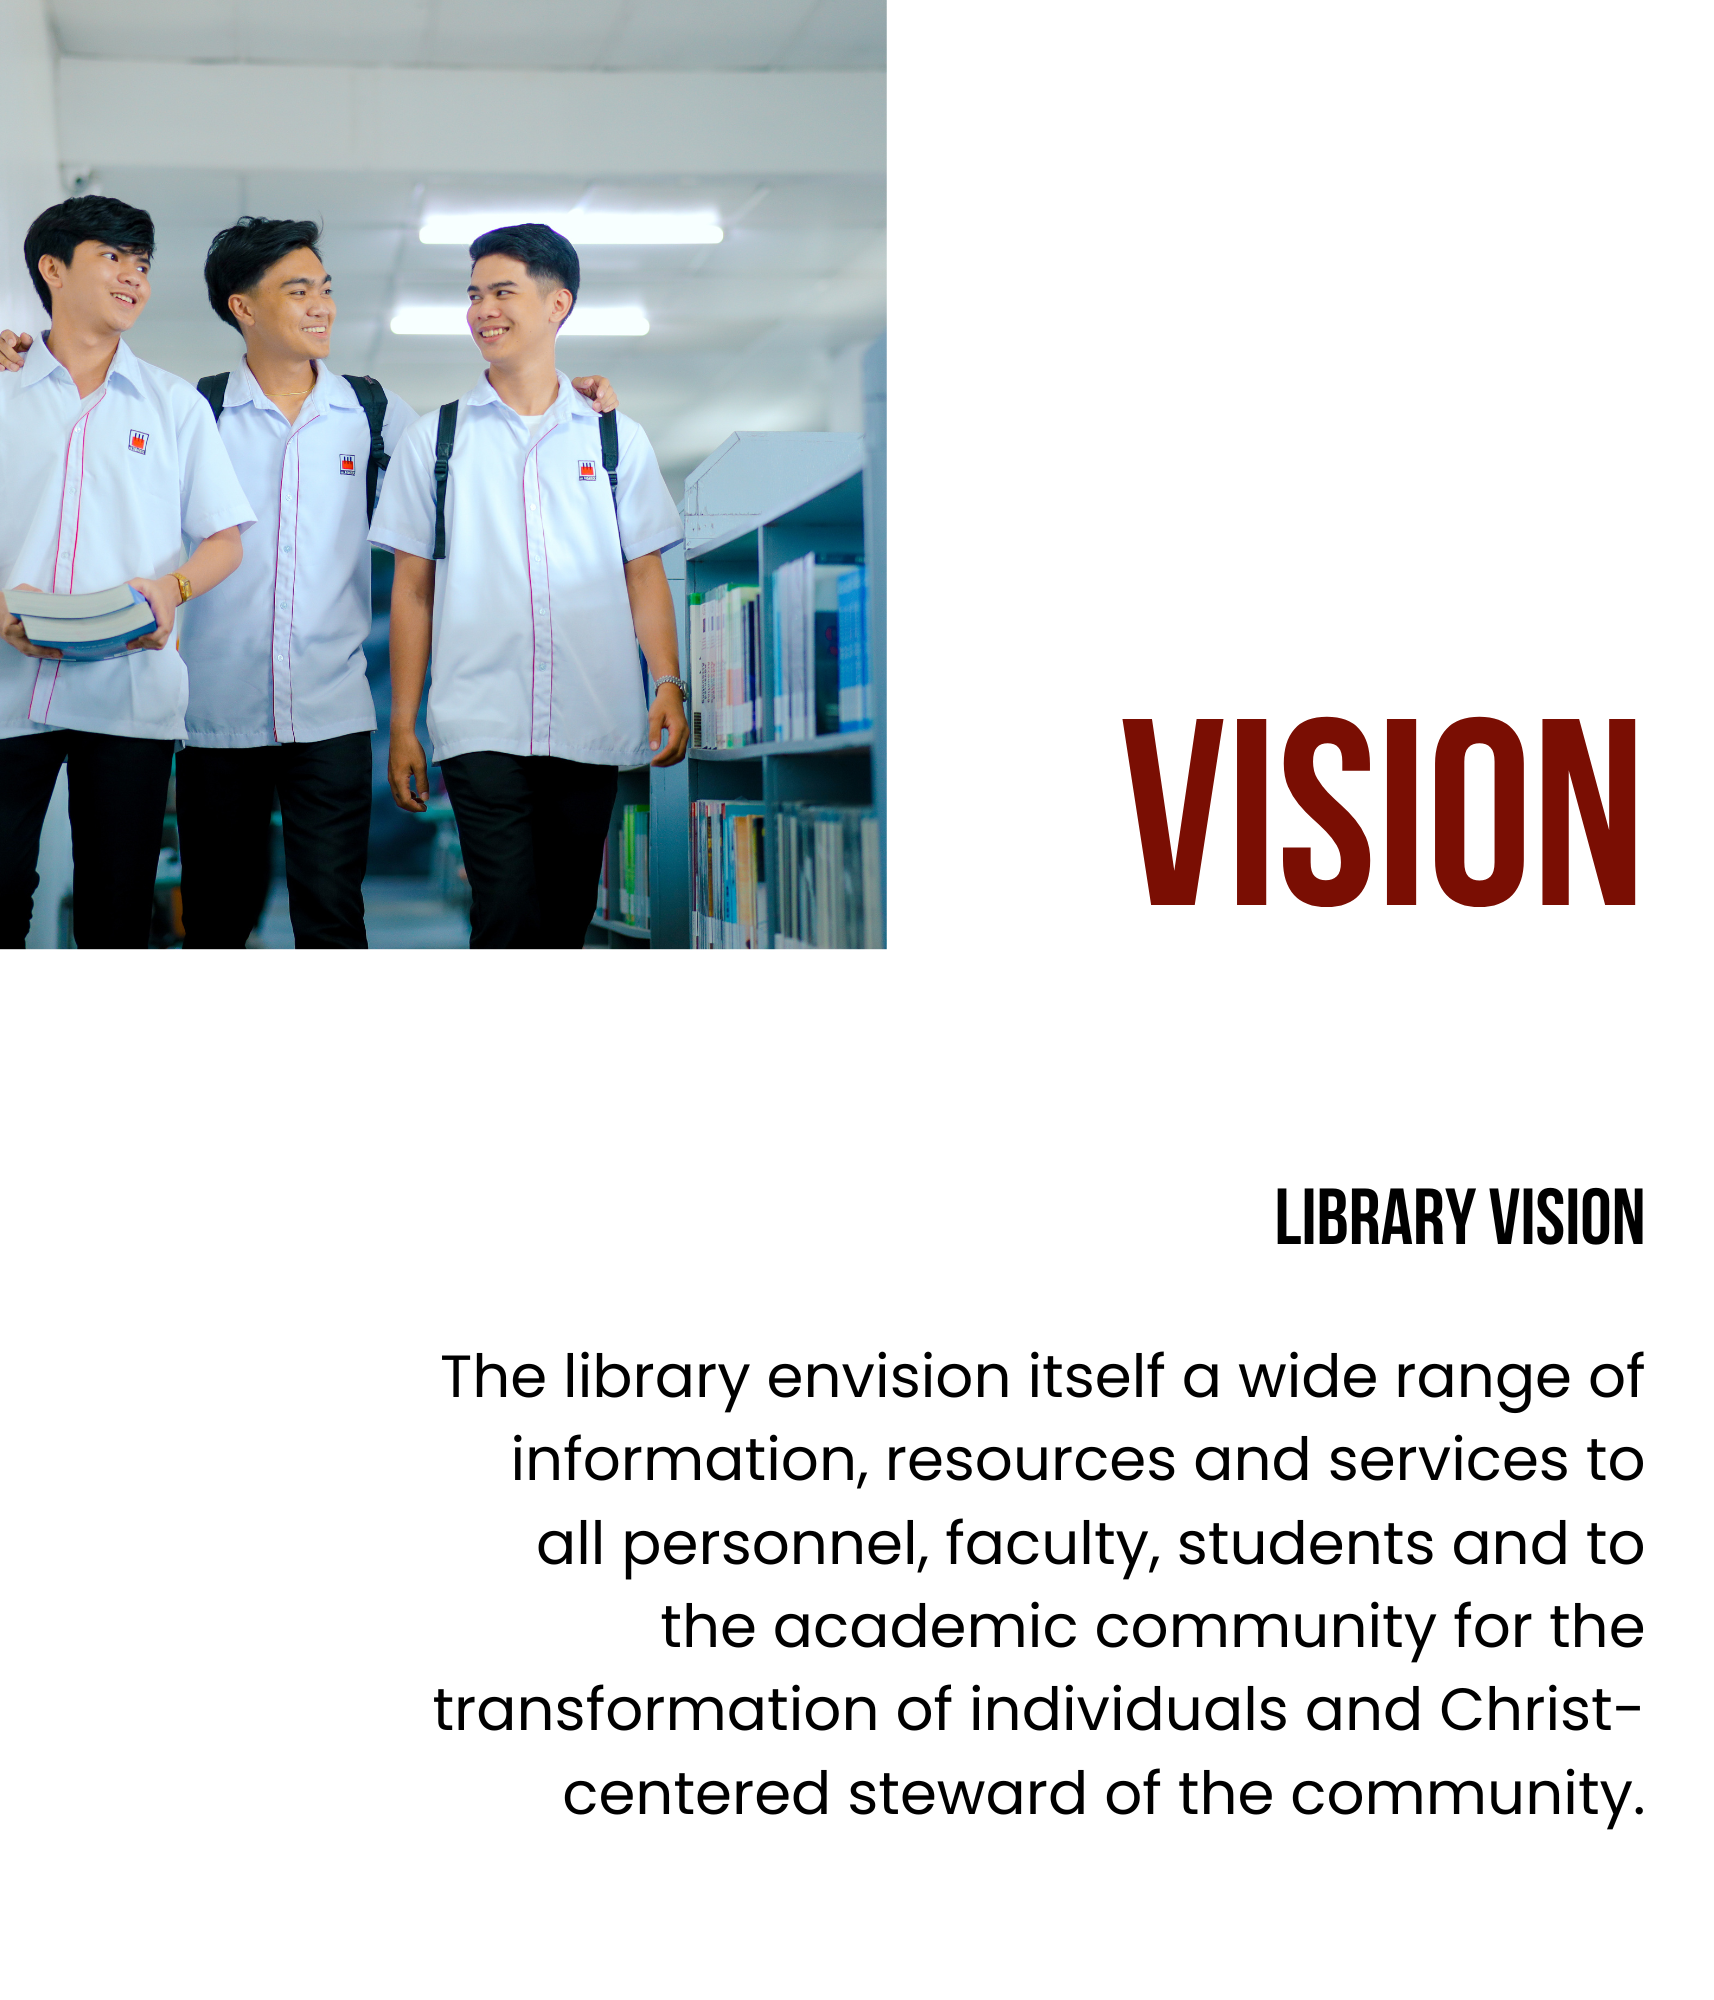 VISION
LIBRARY VISION
The library envision itself a wide range of
information, resources and services to
all personnel, faculty, students and to
the academic community for the
transformation of individuals and Christ-
centered steward of the community.